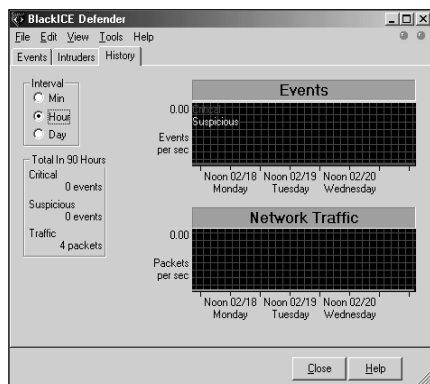 BlackICE Defender
File Edit View Tools Help
Events Intruders History
Interval
Min
Hour
Day
Total In 90 Hours
Critical
0 events
Suspicious
0 events
Traffic
4 packets
Events
0.00
Critical
Suspicious
Events
per sec
Noon 02/18 Noon 02/19 Noon 02/20
Monday Tuesday Wednesday
Network Traffic
0.00
Packets
per sec
Noon 02/18 Noon 02/19 Noon 02/20
Monday Tuesday Wednesday
Close Help